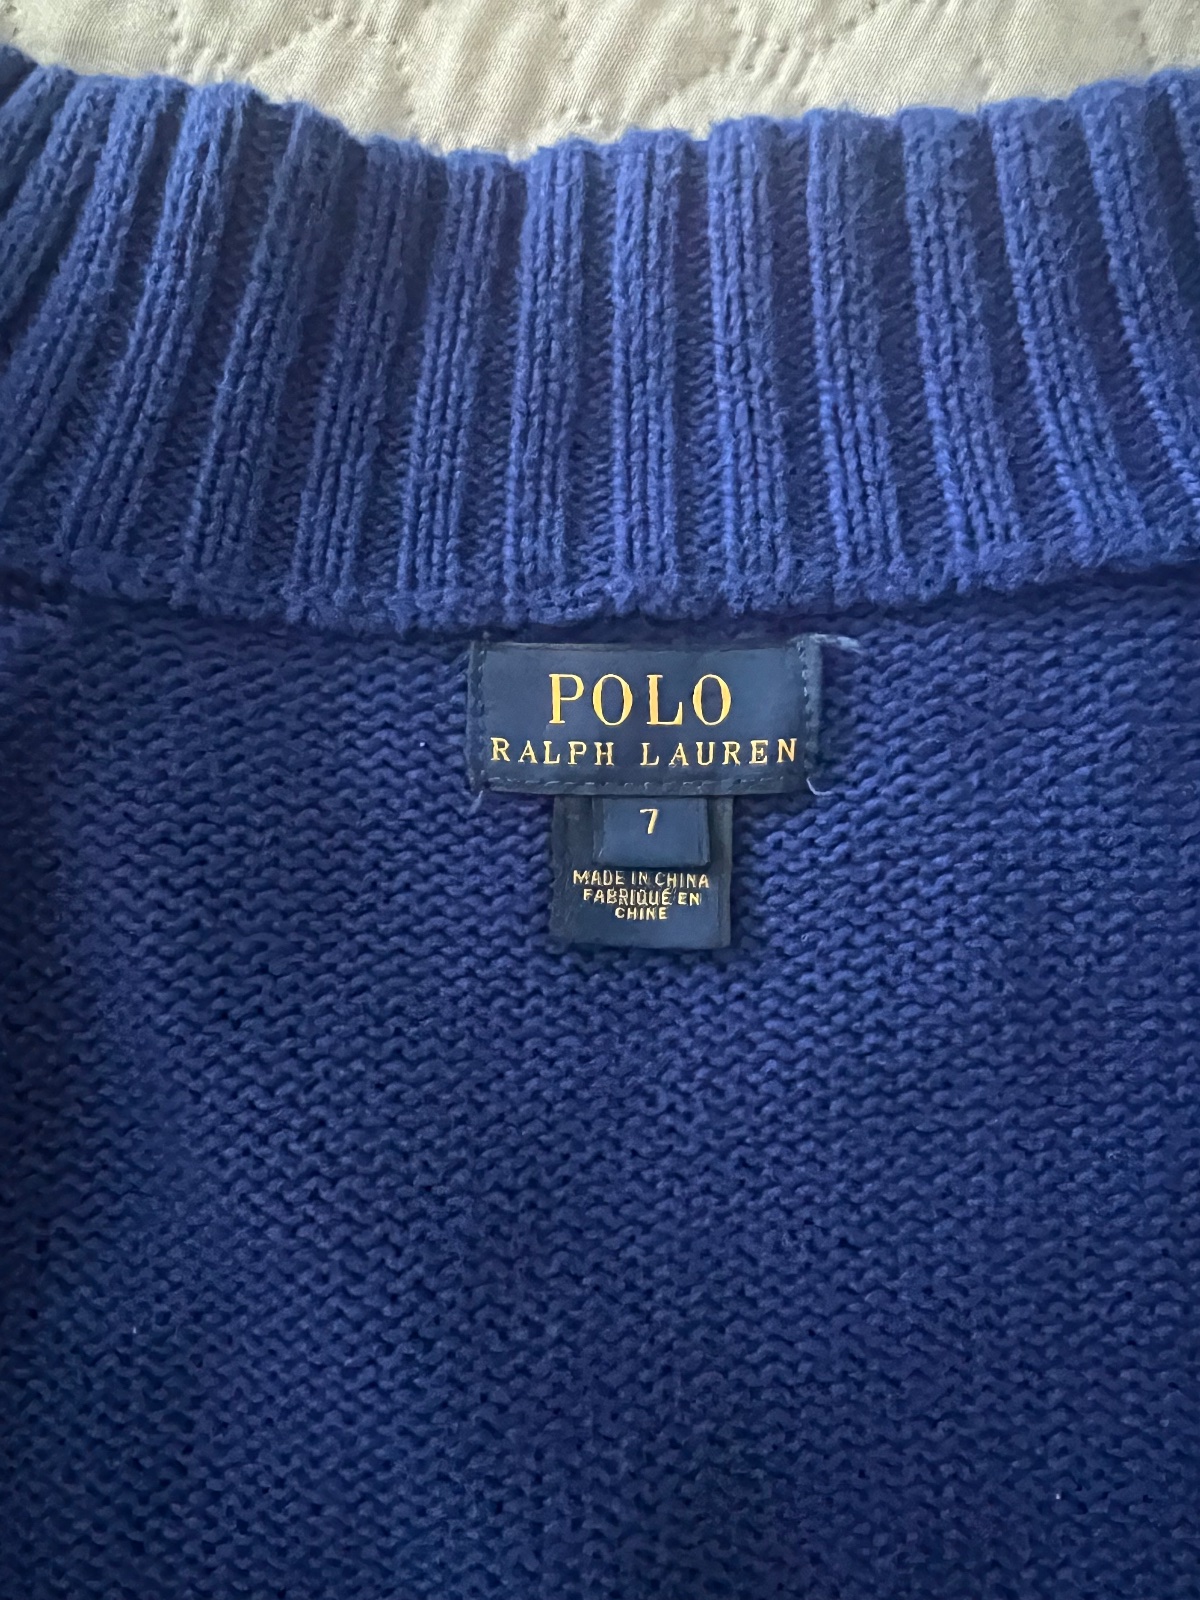 POLO
RALPH LAUREN
7
MADE IN CHINA
FABRIQUÉ EN
CHINE